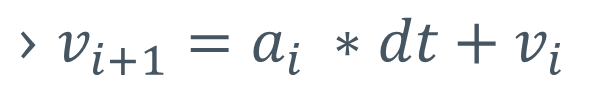 › v_{i+1} = a_i * dt + v_i